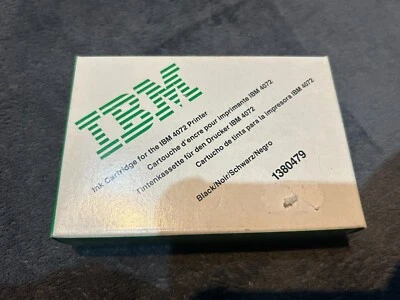 IBM
Ink Cartridge for the IBM 4072 Printer
Cartouche d'encre pour imprimante IBM 4072
Tintenkassette für den Drucker IBM 4072
Cartucho de tinta para la impresora IBM 4072
Black/Noir/Schwarz/Negro
1380479